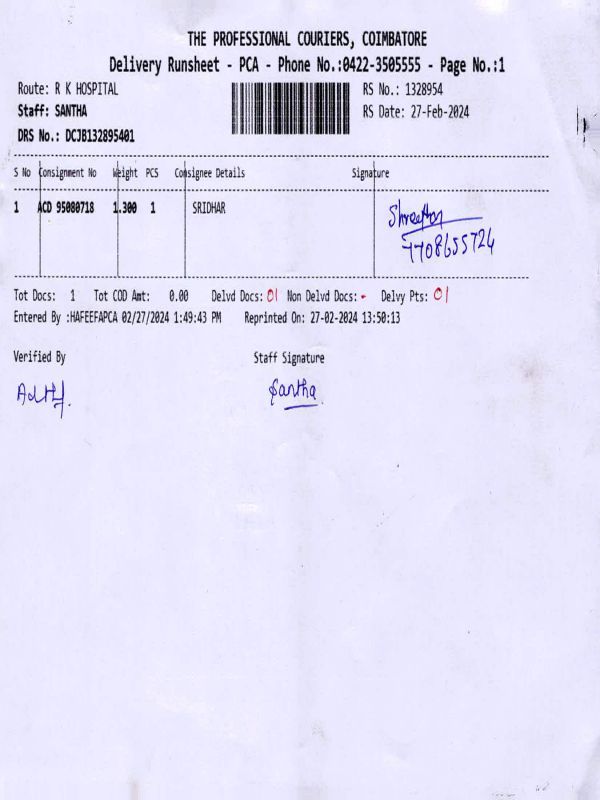 THE PROFESSIONAL COURIERS, COIMBATORE
Delivery Runsheet - PCA - Phone No.:0422-3505555 - Page No.:1
Route: R K HOSPITAL RS No.: 1328954
Staff: SANTHA RS Date: 27-Feb-2024
DRS No.: DCJB132895401
S No Consignment No Weight PCS Consignee Details Signature
1 ACD 95080718 1.300 1 SRIDHAR
7708655724
Tot Docs: 1 Tot COD Amt: 0.00 Delvd Docs: 01 Non Delvd Docs: - Delvy Pts: 01
Entered By :HAFEEFAPCA 02/27/2024 1:49:43 PM Reprinted On: 27-02-2024 13:50:13
Verified By Staff Signature
Santha